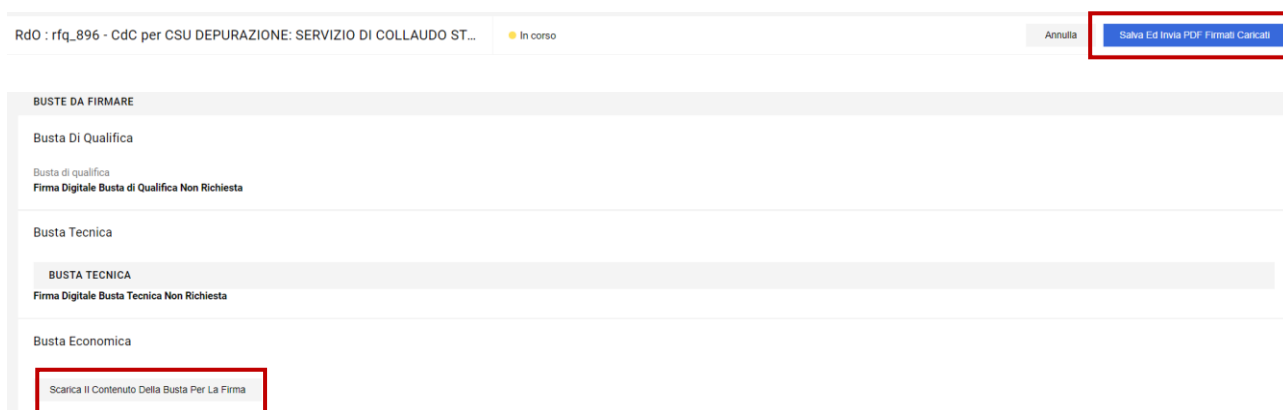 RdO : rfq_896 - CdC per CSU DEPURAZIONE: SERVIZIO DI COLLAUDO ST...
In corso
Annulla
Salva Ed Invia PDF Firmati Caricati
BUSTE DA FIRMARE
Busta Di Qualifica
Busta di qualifica
Firma Digitale Busta di Qualifica Non Richiesta
Busta Tecnica
BUSTA TECNICA
Firma Digitale Busta Tecnica Non Richiesta
Busta Economica
Scarica Il Contenuto Della Busta Per La Firma